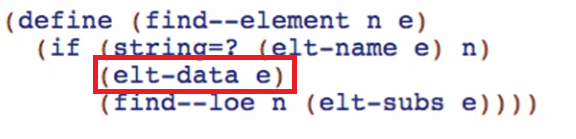 (define (find--element n e)
(if (string=? (elt-name e) n)
(elt-data e)
(find--loe n (elt-subs e))))